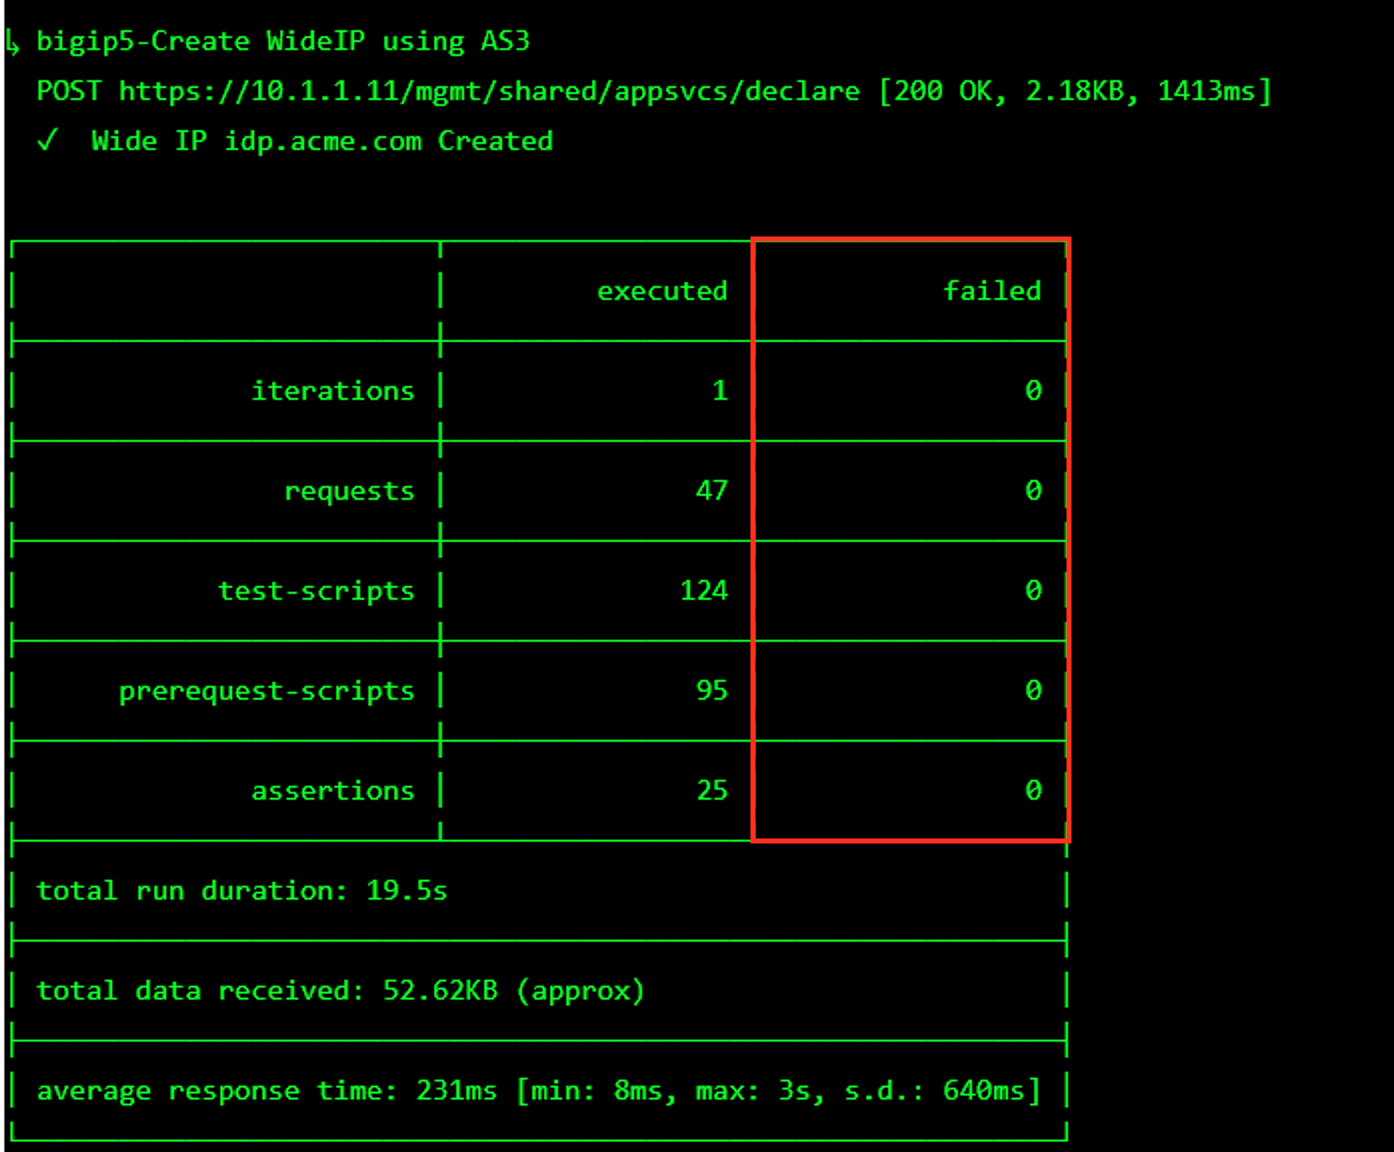 ↳ bigip5-Create WideIP using AS3
POST https://10.1.1.11/mgmt/shared/appsvcs/declare [200 OK, 2.18KB, 1413ms]
✓ Wide IP idp.acme.com Created
executed failed
iterations 1 0
requests 47 0
test-scripts 124 0
prerequest-scripts 95 0
assertions 25 0
total run duration: 19.5s
total data received: 52.62KB (approx)
average response time: 231ms [min: 8ms, max: 3s, s.d.: 640ms]